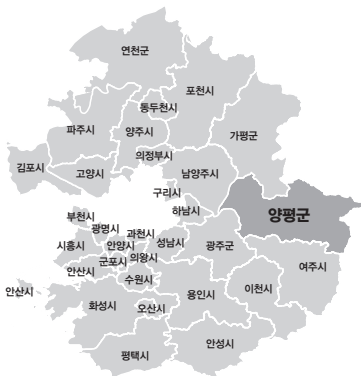 연천군
포천시
동두천시
파주시
양주시
가평군
의정부시
김포시
고양시
남양주시
구리시
하남시
양평군
부천시
광명시
과천시
시흥시
안양시
성남시
광주군
군포시
의왕시
여주시
안산시
수원시
안산시
이천시
용인시
화성시
오산시
안성시
평택시